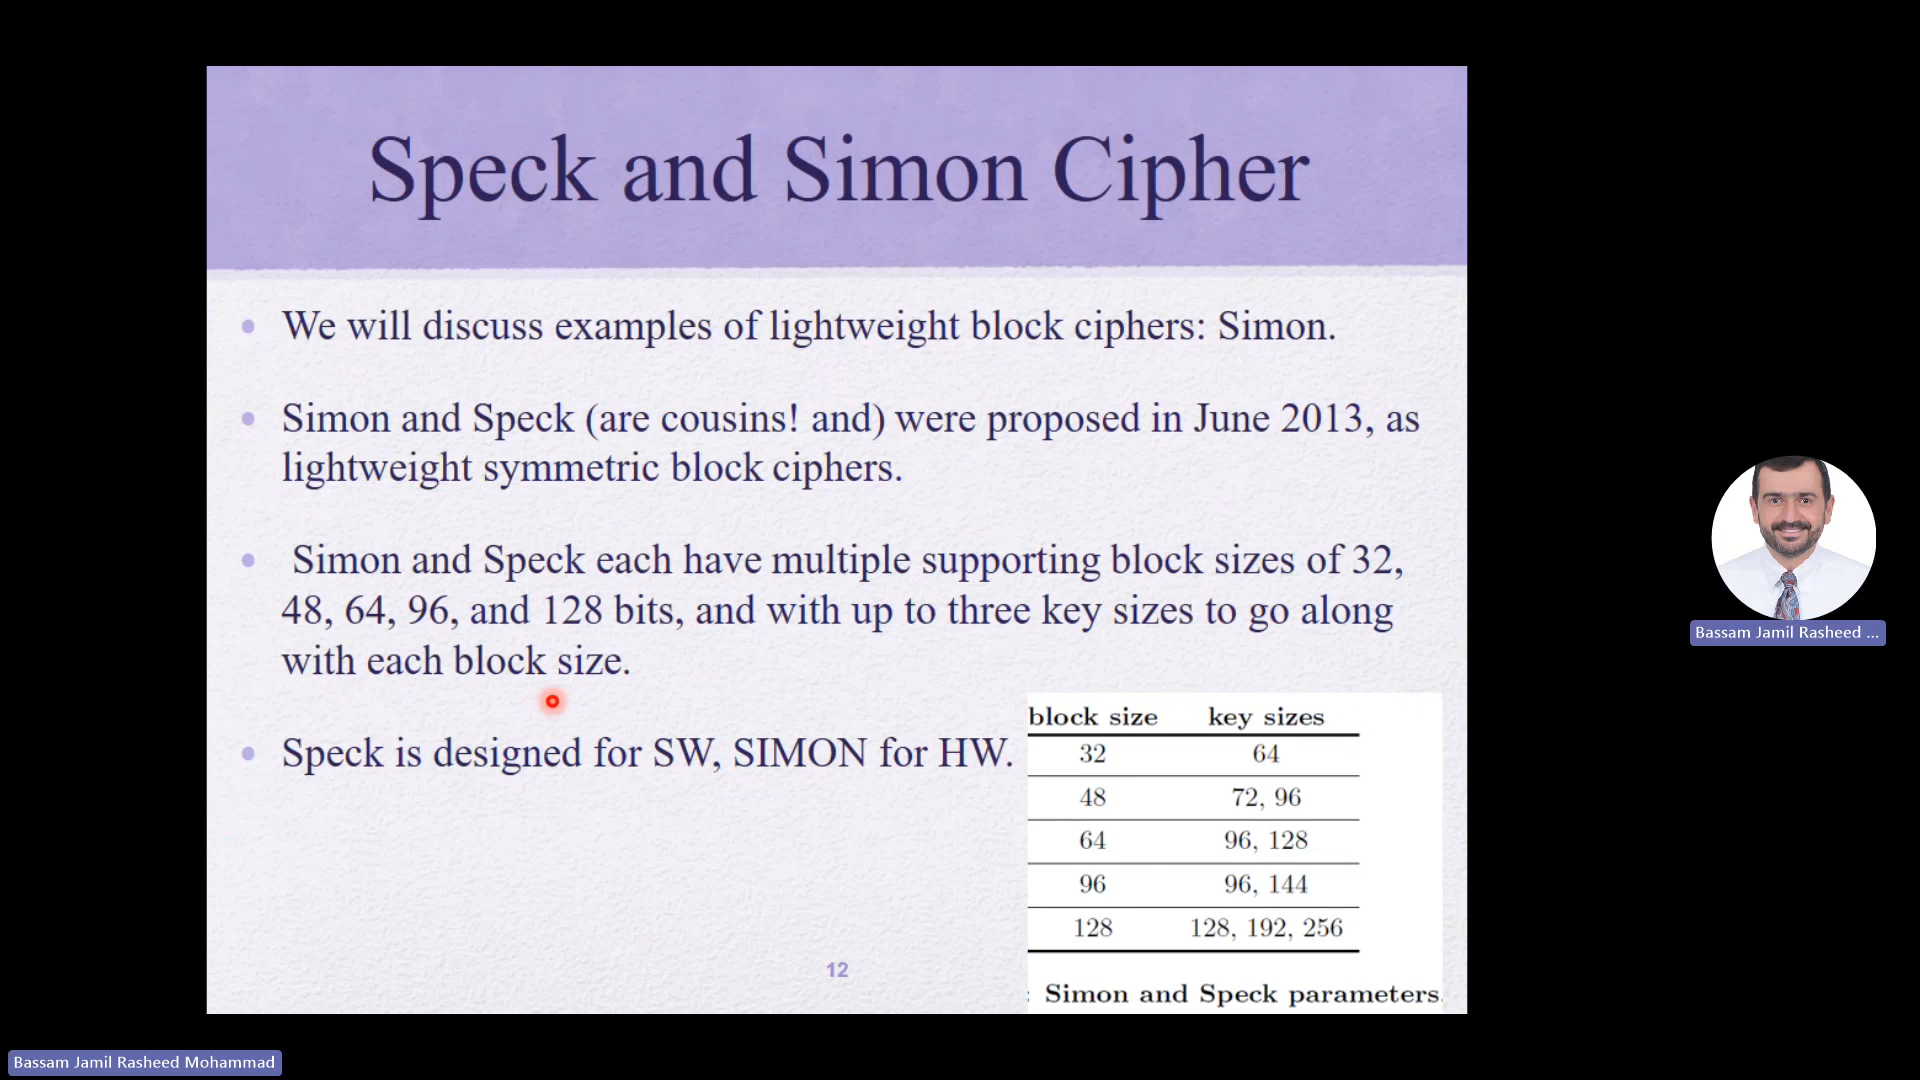 Speck and Simon Cipher
We will discuss examples of lightweight block ciphers: Simon.
Simon and Speck (are cousins! and) were proposed in June 2013, as
lightweight symmetric block ciphers.
Simon and Speck each have multiple supporting block sizes of 32,
48, 64, 96, and 128 bits, and with up to three key sizes to go along
with each block size.
Speck is designed for SW, SIMON for HW.
block size key sizes
32 64
48 72, 96
64 96, 128
96 96, 144
128 128, 192, 256
: Simon and Speck parameters.
12
Bassam Jamil Rasheed ...
Bassam Jamil Rasheed Mohammad